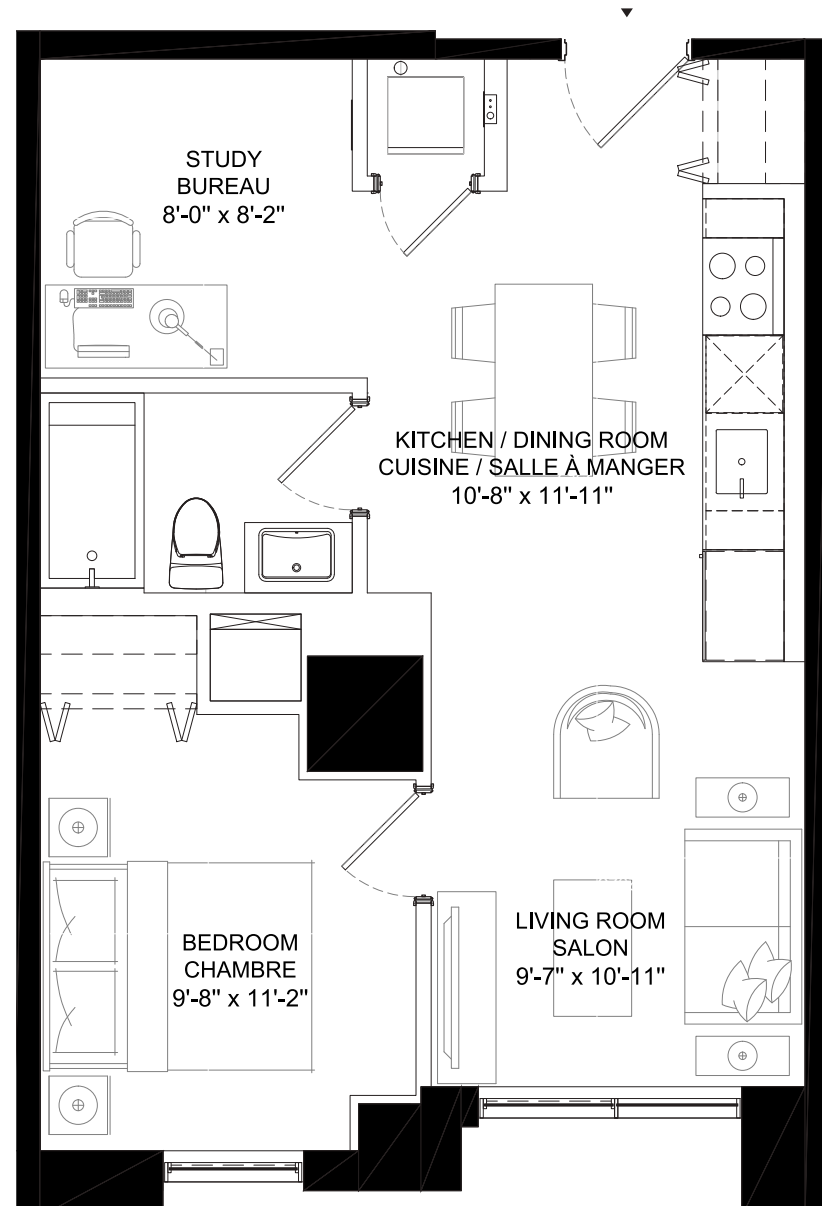 STUDY
BUREAU
8'-0" x 8'-2"
KITCHEN / DINING ROOM
CUISINE / SALLE À MANGER
10'-8" x 11'-11"
LIVING ROOM
SALON
9'-7" x 10'-11"
BEDROOM
CHAMBRE
9'-8" x 11'-2"